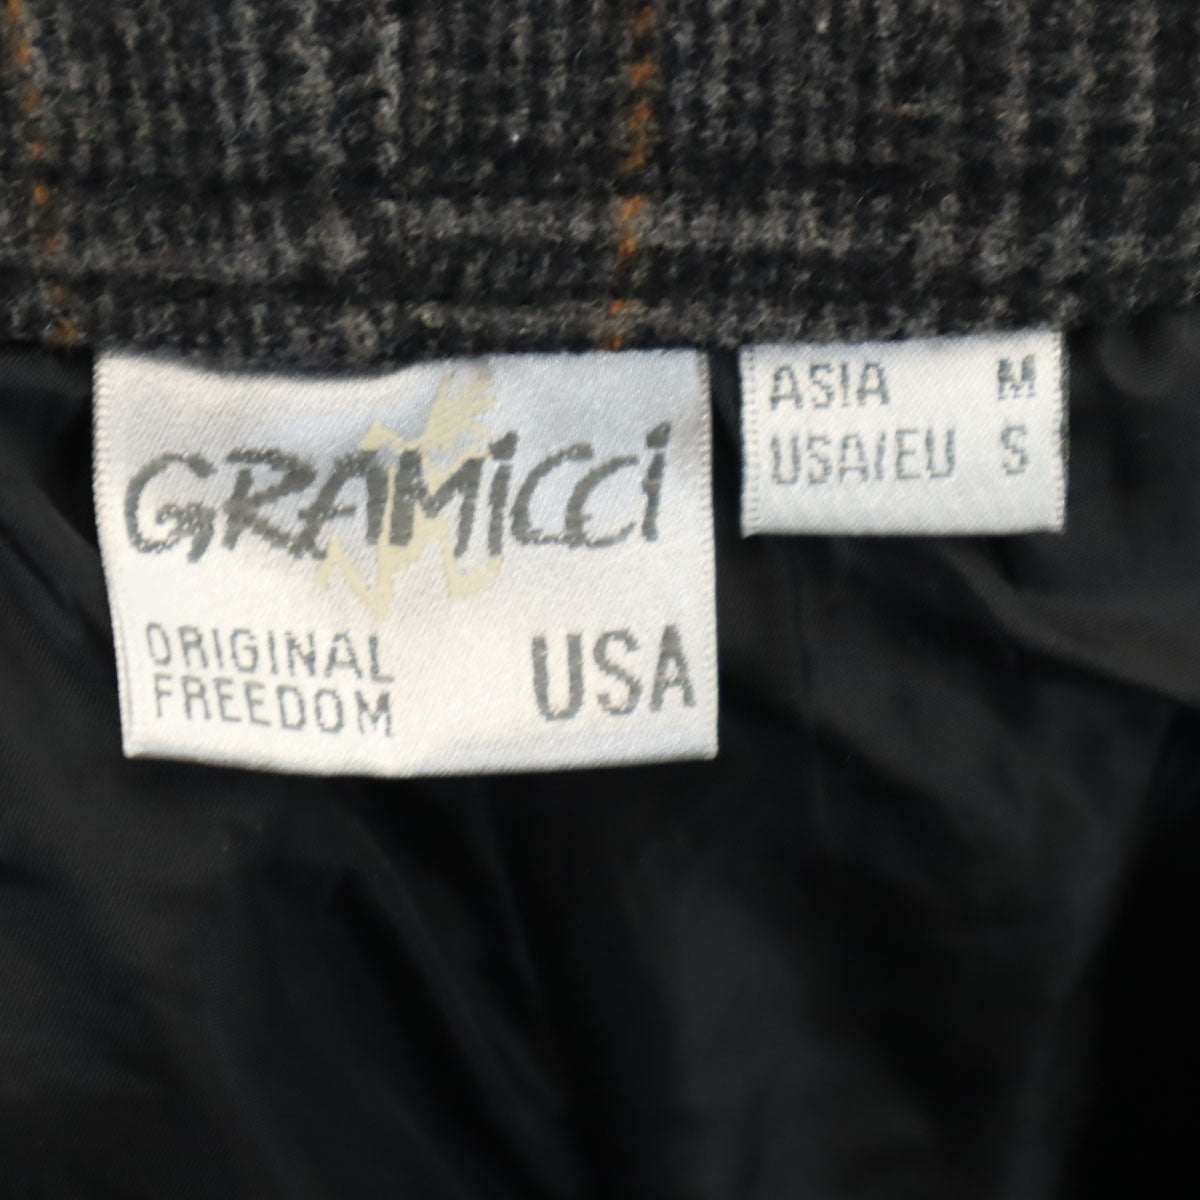 GRAMiCCi
ORIGINAL
FREEDOM
USA
ASIA M
USA/EU S